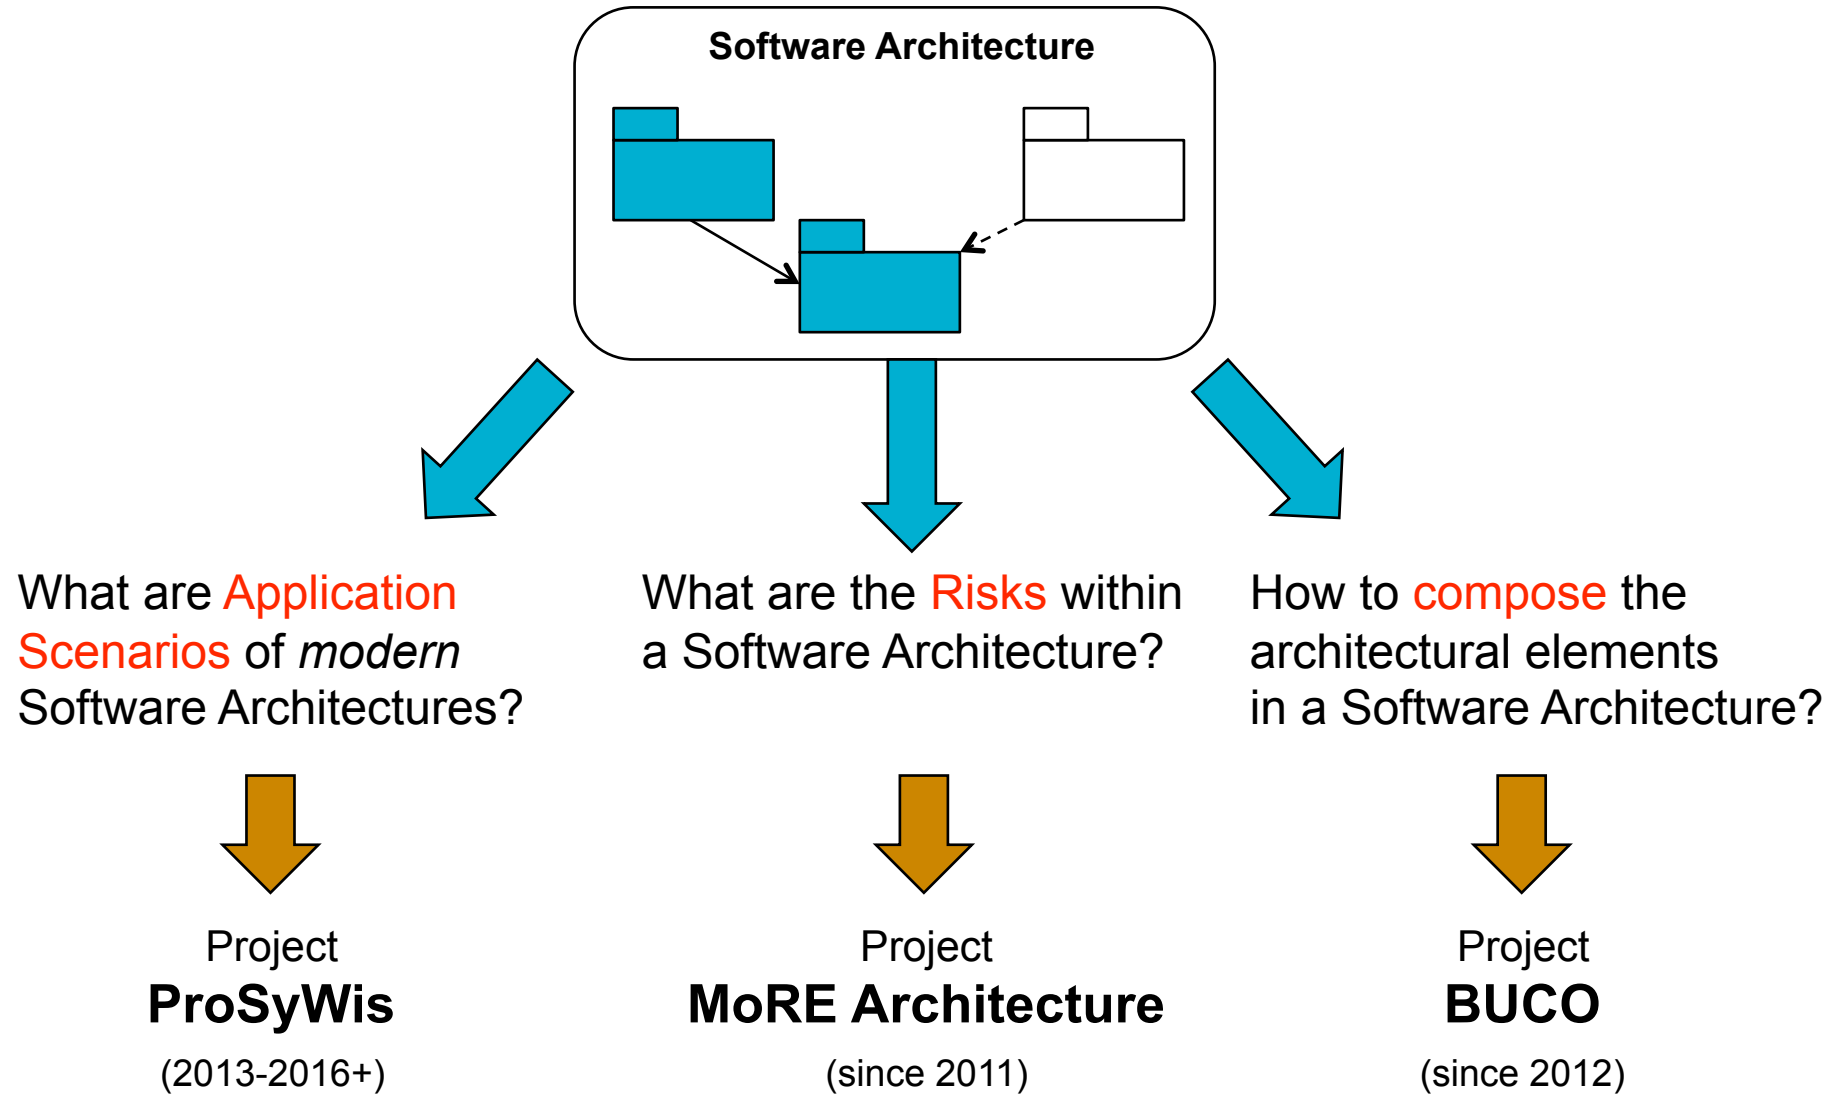 Software Architecture
What are Application
Scenarios of modern
Software Architectures?
What are the Risks within
a Software Architecture?
How to compose the
architectural elements
in a Software Architecture?
Project
ProSyWis
(2013-2016+)
Project
MoRE Architecture
(since 2011)
Project
BUCO
(since 2012)